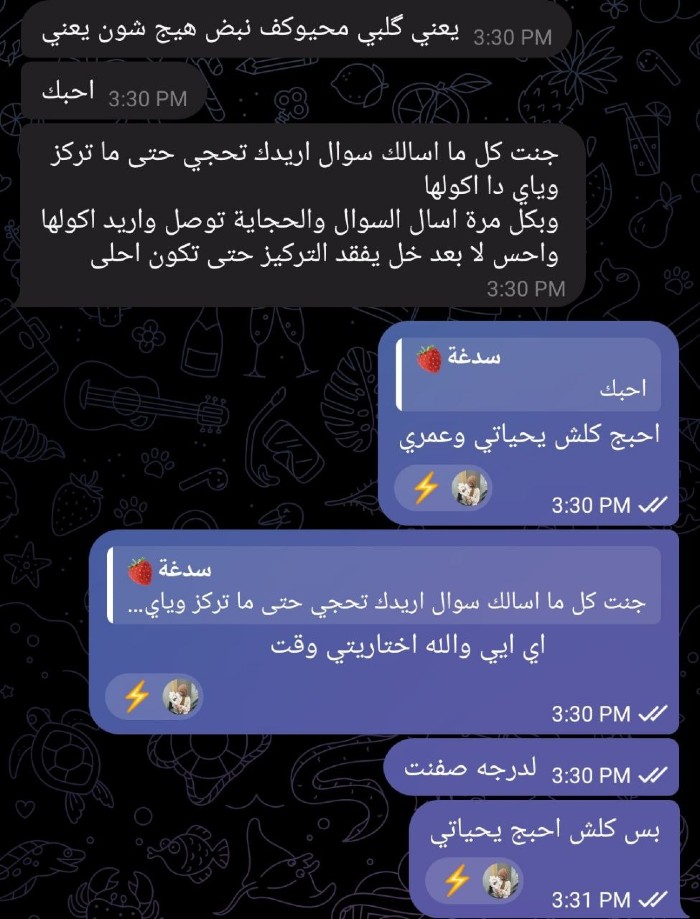 يعني گلبي محيوكف نبض هيج شون يعني
3:30 PM
احبك
3:30 PM
جنت كل ما اسالك سوال اريدك تحجي حتى ما تركز
وياي دا اكولها
وبكل مرة اسال السوال والحجاية توصل واريد اكولها
واحس لا بعد خل يفقد التركيز حتى تكون احلى
3:30 PM
سدغة 🍓
احبك
احبج كلش يحياتي وعمري
3:30 PM
سدغة 🍓
جنت كل ما اسالك سوال اريدك تحجي حتى ما تركز وياي...
اي ايي والله اختاريتي وقت
3:30 PM
لدرجه صفنت
3:30 PM
بس كلش احبج يحياتي
3:31 PM